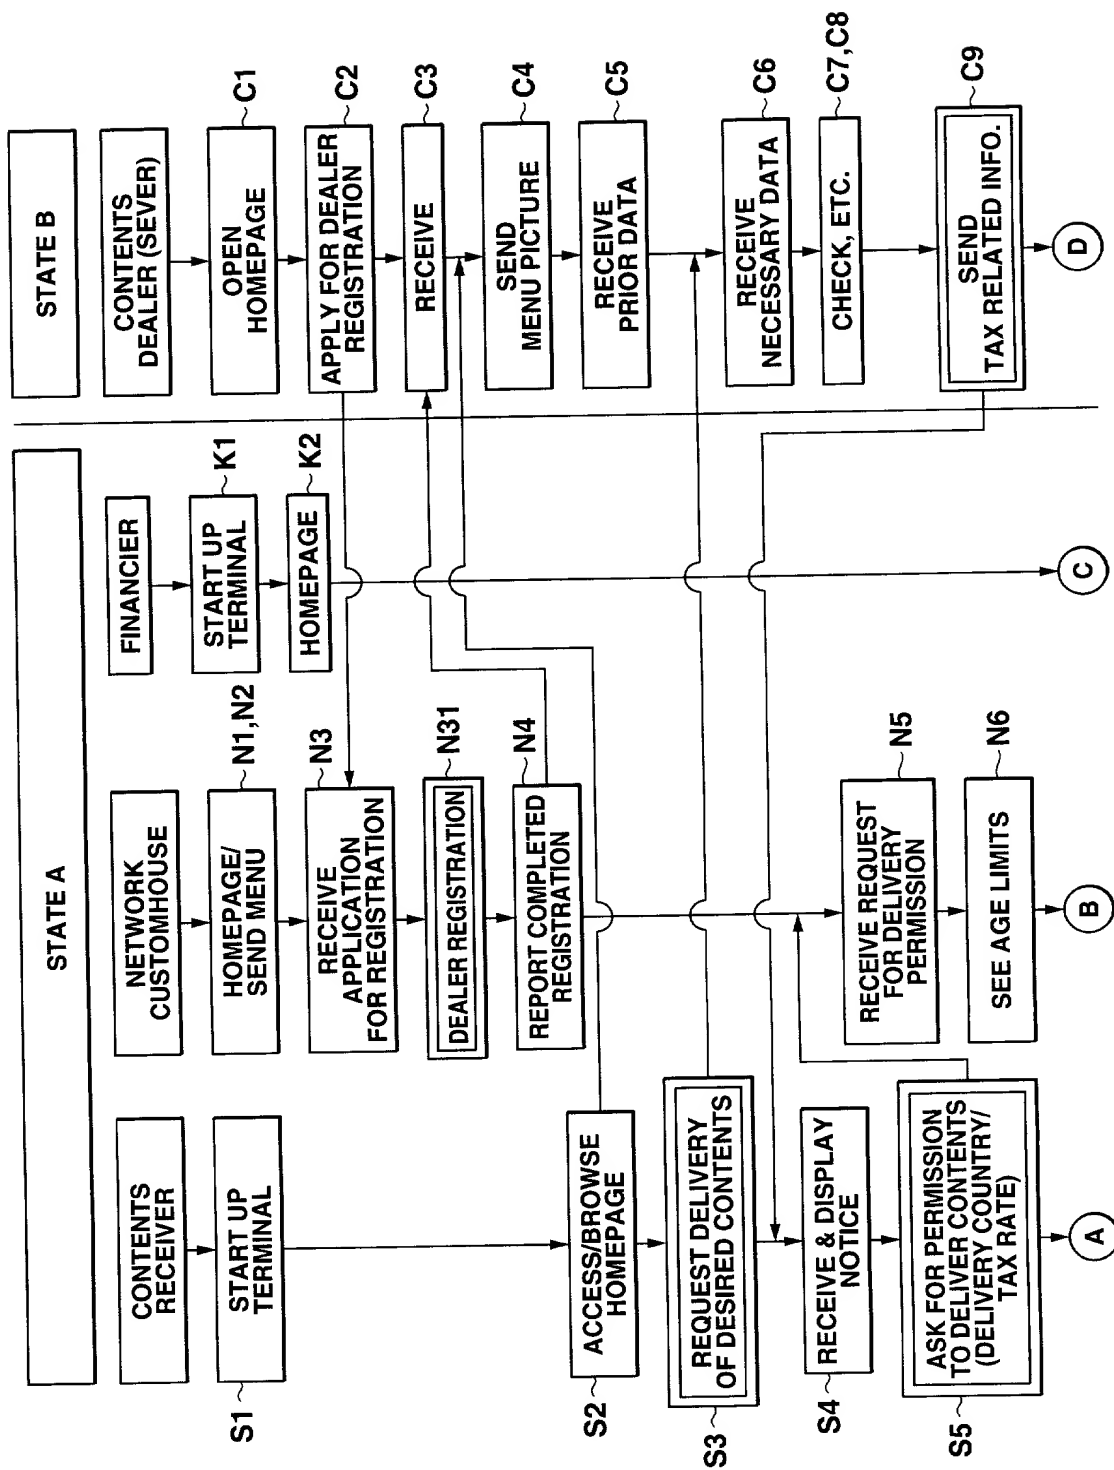 STATE A
STATE B
CONTENTS
RECEIVER
START UP
TERMINAL
S1
ACCESS/BROWSE
HOMEPAGE
S2
REQUEST DELIVERY
OF DESIRED CONTENTS
S3
RECEIVE & DISPLAY
NOTICE
S4
ASK FOR PERMISSION
TO DELIVER CONTENTS
(DELIVERY COUNTRY/
TAX RATE)
S5
A
NETWORK
CUSTOMHOUSE
HOMEPAGE/
SEND MENU
N1,N2
RECEIVE
APPLICATION
FOR REGISTRATION
N3
DEALER REGISTRATION
N31
REPORT COMPLETED
REGISTRATION
N4
RECEIVE REQUEST
FOR DELIVERY
PERMISSION
N5
SEE AGE LIMITS
N6
B
FINANCIER
START UP
TERMINAL
K1
HOMEPAGE
K2
C
CONTENTS
DEALER (SEVER)
OPEN
HOMEPAGE
C1
APPLY FOR DEALER
REGISTRATION
C2
RECEIVE
C3
SEND
MENU PICTURE
C4
RECEIVE
PRIOR DATA
C5
RECEIVE
NECESSARY DATA
C6
CHECK, ETC.
C7,C8
SEND
TAX RELATED INFO.
C9
D